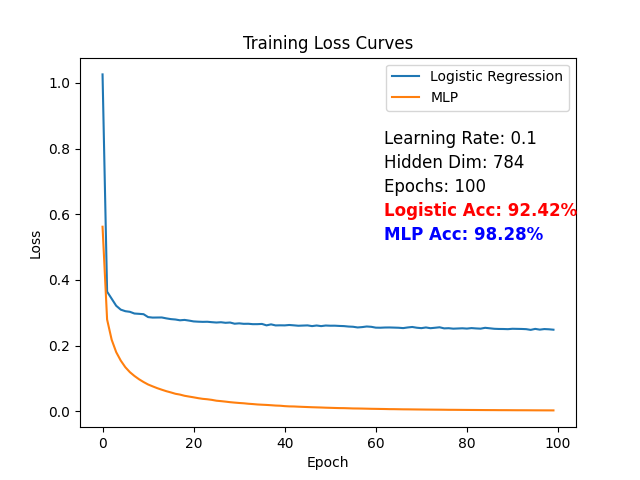 Training Loss Curves
Logistic Regression
MLP
Learning Rate: 0.1
Hidden Dim: 784
Epochs: 100
Logistic Acc: 92.42%
MLP Acc: 98.28%
Loss
1.0
0.8
0.6
0.4
0.2
0.0
0 20 40 60 80 100
Epoch